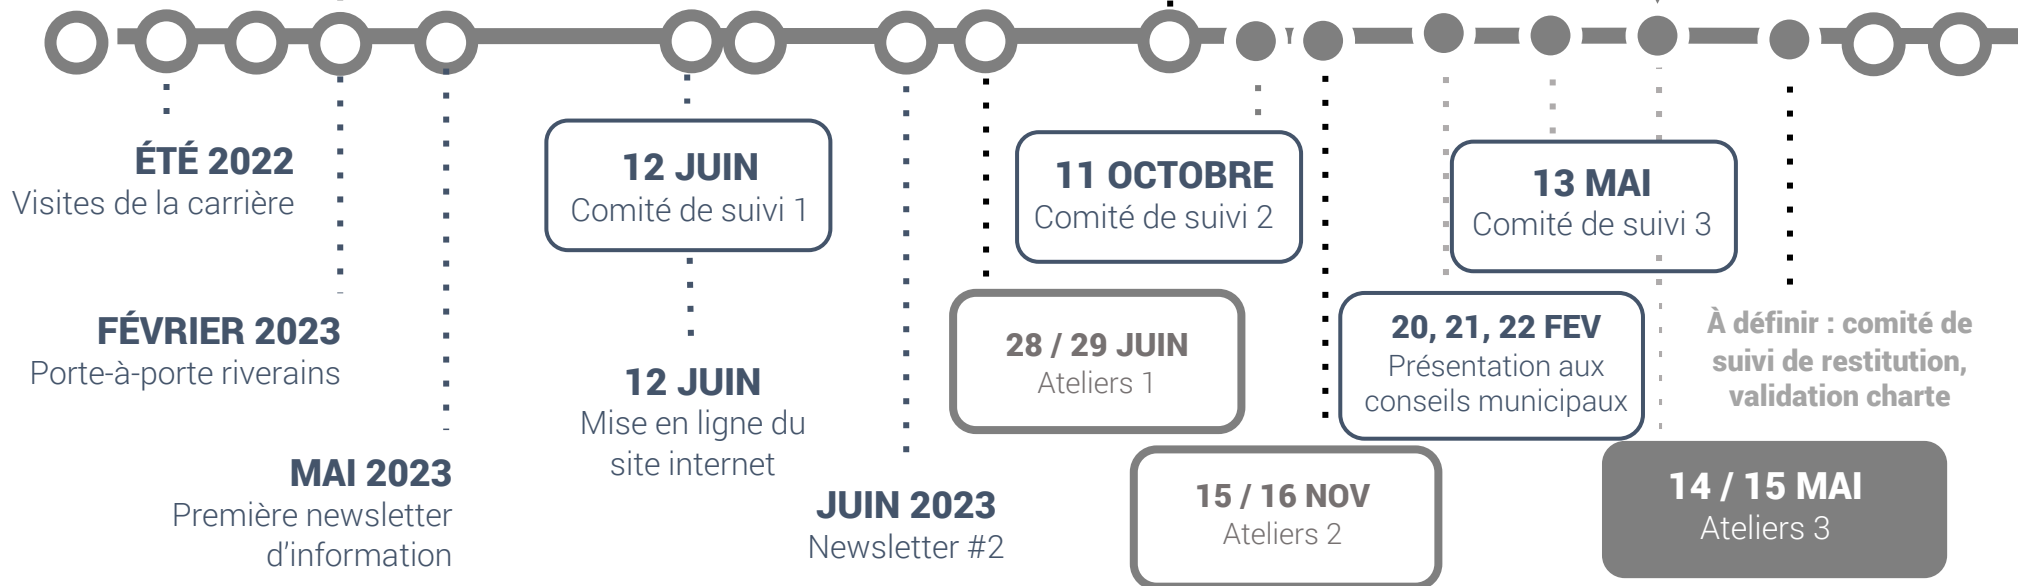 ÉTÉ 2022
Visites de la carrière
FÉVRIER 2023
Porte-à-porte riverains
MAI 2023
Première newsletter
d’information
12 JUIN
Comité de suivi 1
12 JUIN
Mise en ligne du
site internet
JUIN 2023
Newsletter #2
28 / 29 JUIN
Ateliers 1
11 OCTOBRE
Comité de suivi 2
15 / 16 NOV
Ateliers 2
20, 21, 22 FEV
Présentation aux
conseils municipaux
13 MAI
Comité de suivi 3
14 / 15 MAI
Ateliers 3
À définir : comité de
suivi de restitution,
validation charte